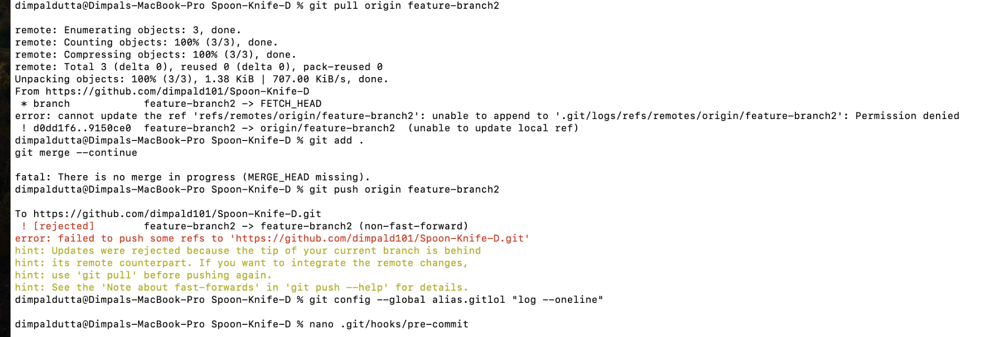 dimpaldutta@Dimpals-MacBook-Pro Spoon-Knife-D % git pull origin feature-branch2
remote: Enumerating objects: 3, done.
remote: Counting objects: 100% (3/3), done.
remote: Compressing objects: 100% (3/3), done.
remote: Total 3 (delta 0), reused 0 (delta 0), pack-reused 0
Unpacking objects: 100% (3/3), 1.38 KiB | 707.00 KiB/s, done.
From https://github.com/dimpald101/Spoon-Knife-D
 * branch            feature-branch2 -> FETCH_HEAD
error: cannot update the ref 'refs/remotes/origin/feature-branch2': unable to append to '.git/logs/refs/remotes/origin/feature-branch2': Permission denied
 ! d0dd1f6..9150ce0  feature-branch2 -> origin/feature-branch2  (unable to update local ref)
dimpaldutta@Dimpals-MacBook-Pro Spoon-Knife-D % git add .
git merge --continue
fatal: There is no merge in progress (MERGE_HEAD missing).
dimpaldutta@Dimpals-MacBook-Pro Spoon-Knife-D % git push origin feature-branch2
To https://github.com/dimpald101/Spoon-Knife-D.git
 ! [rejected]        feature-branch2 -> feature-branch2 (non-fast-forward)
error: failed to push some refs to 'https://github.com/dimpald101/Spoon-Knife-D.git'
hint: Updates were rejected because the tip of your current branch is behind
hint: its remote counterpart. If you want to integrate the remote changes,
hint: use 'git pull' before pushing again.
hint: See the 'Note about fast-forwards' in 'git push --help' for details.
dimpaldutta@Dimpals-MacBook-Pro Spoon-Knife-D % git config --global alias.gitlol "log --oneline"
dimpaldutta@Dimpals-MacBook-Pro Spoon-Knife-D % nano .git/hooks/pre-commit